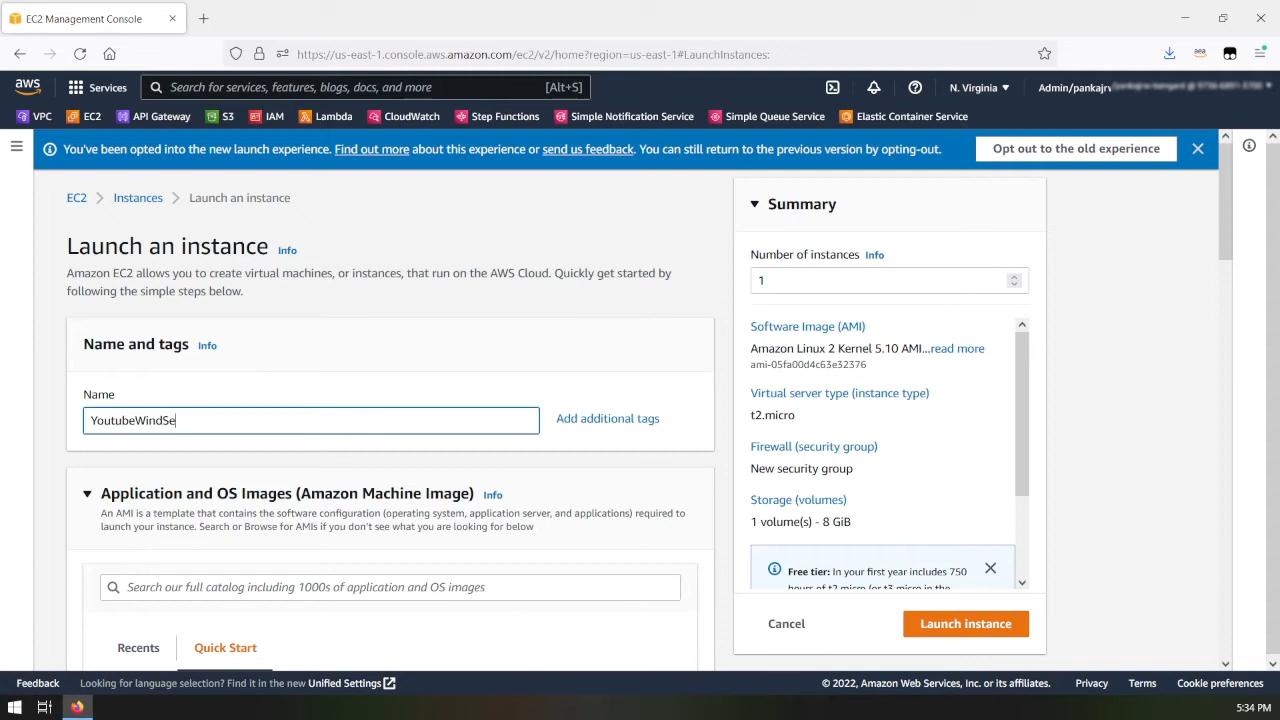 EC2 Management Console
https://us-east-1.console.aws.amazon.com/ec2/v2/home?region=us-east-1#LaunchInstances:
aea
aws
Services
Search for services, features, blogs, docs, and more
[Alt+S]
N. Virginia
VPC
EC2
API Gateway
S3
IAM
Lambda
CloudWatch
Step Functions
Simple Notification Service
Simple Queue Service
Elastic Container Service
You've been opted into the new launch experience. Find out more about this experience or send us feedback. You can still return to the previous version by opting-out.
Opt out to the old experience
EC2
Instances
Launch an instance
Launch an instance Info
Amazon EC2 allows you to create virtual machines, or instances, that run on the AWS Cloud. Quickly get started by
following the simple steps below.
Name and tags Info
Name
YoutubeWindSe
Add additional tags
Application and OS Images (Amazon Machine Image) Info
An AMI is a template that contains the software configuration (operating system, application server, and applications) required to
launch your instance. Search or Browse for AMIs if you don't see what you are looking for below
Search our full catalog including 1000s of application and OS images
Recents
Quick Start
Summary
Number of instances Info
1
Software Image (AMI)
Amazon Linux 2 Kernel 5.10 AMI...read more
ami-05fa00d4c63e32376
Virtual server type (instance type)
t2.micro
Firewall (security group)
New security group
Storage (volumes)
1 volume(s) - 8 GiB
Free tier: In your first year includes 750
hours of t2.micro (or t3.micro in the
Cancel
Launch instance
Feedback
Looking for language selection? Find it in the new Unified Settings
© 2022, Amazon Web Services, Inc. or its affiliates.
Privacy
Terms
Cookie preferences
5:34 PM